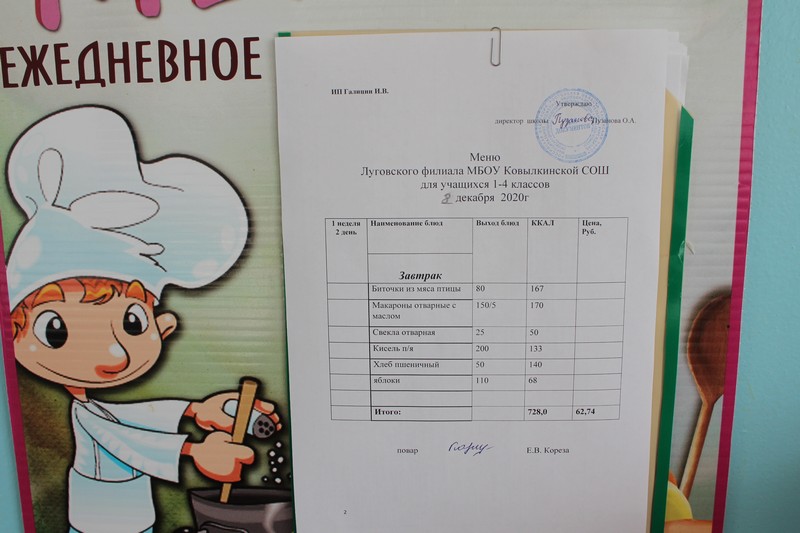 ЕЖЕДНЕВНОЕ
ИП Галицин Н.В.
Утверждаю
директор школы Пузанова О.А.
Меню
Луговского филиала МБОУ Ковылкинской СОШ
для учащихся 1-4 классов
8 декабря 2020г
1 неделя 2 день Наименование блюд Выход блюд ККАЛ Цена, Руб.
Завтрак
Биточки из мяса птицы 80 167
Макароны отварные с маслом 150/5 170
Свекла отварная 25 50
Кисель п/я 200 133
Хлеб пшеничный 50 140
яблоки 110 68
Итого: 728,0 62,74
повар Е.В. Кореза
2